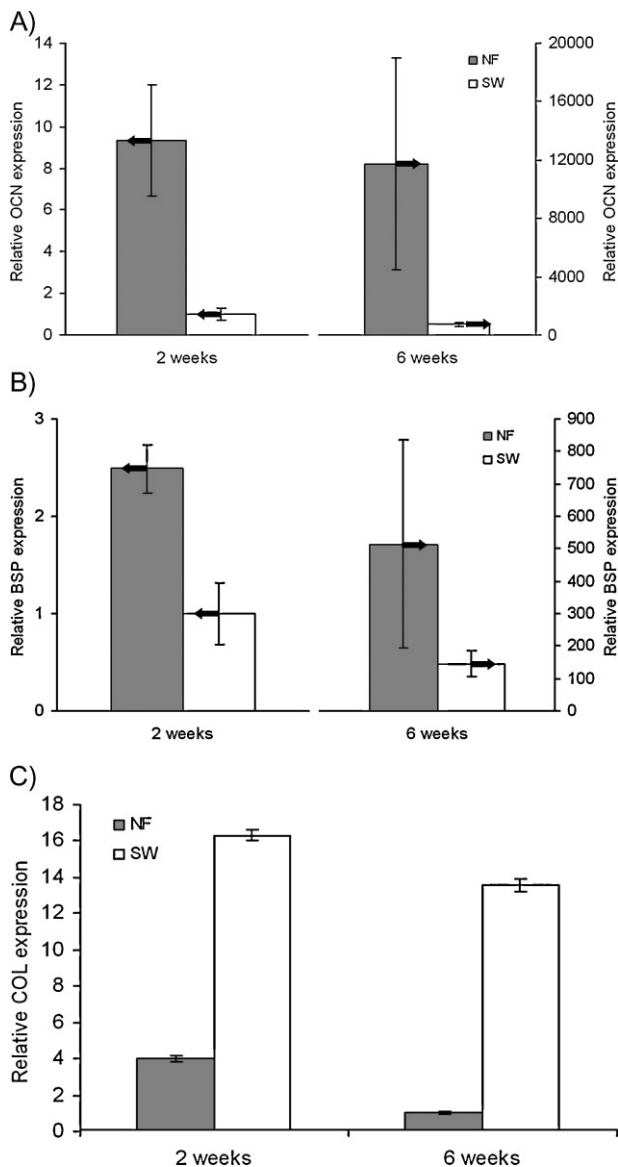 A)
Relative OCN expression
14
12
10
8
6
4
2
0
NF
SW
20000
16000
12000
8000
4000
0
Relative OCN expression
2 weeks
6 weeks
B)
Relative BSP expression
3
2
1
0
NF
SW
900
800
700
600
500
400
300
200
100
0
Relative BSP expression
2 weeks
6 weeks
C)
Relative COL expression
18
16
14
12
10
8
6
4
2
0
NF
SW
2 weeks
6 weeks